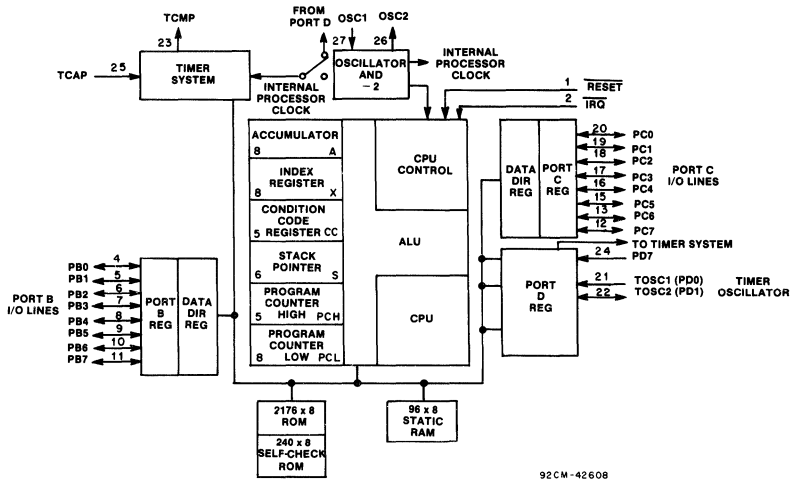 TCMP
23
FROM
PORT D
OSC1
OSC2
27
26
TCAP
25
TIMER
SYSTEM
INTERNAL
PROCESSOR
CLOCK
OSCILLATOR
AND
-2
INTERNAL
PROCESSOR
CLOCK
1 RESET
2 IRQ
ACCUMULATOR
8 A
INDEX
REGISTER
8 X
CONDITION
CODE
5 REGISTER CC
STACK
POINTER
6 S
PROGRAM
COUNTER
HIGH
5 PCH
PROGRAM
COUNTER
8 LOW PCL
CPU
CONTROL
ALU
CPU
DATA
DIR
REG
PORT
C
REG
20 PC0
19 PC1
18 PC2
17 PC3
16 PC4
15 PC5
13 PC6
12 PC7
PORT C
I/O LINES
TO TIMER SYSTEM
24 PD7
PORT
D
REG
21 TOSC1 (PD0)
22 TOSC2 (PD1)
TIMER
OSCILLATOR
PORT B
I/O LINES
PB0 4
PB1 5
PB2 6
PB3 7
PB4 8
PB5 9
PB6 10
PB7 11
PORT
B
REG
DATA
DIR
REG
2176 x 8
ROM
240 x 8
SELF-CHECK
ROM
96 x 8
STATIC
RAM
92CM-42608